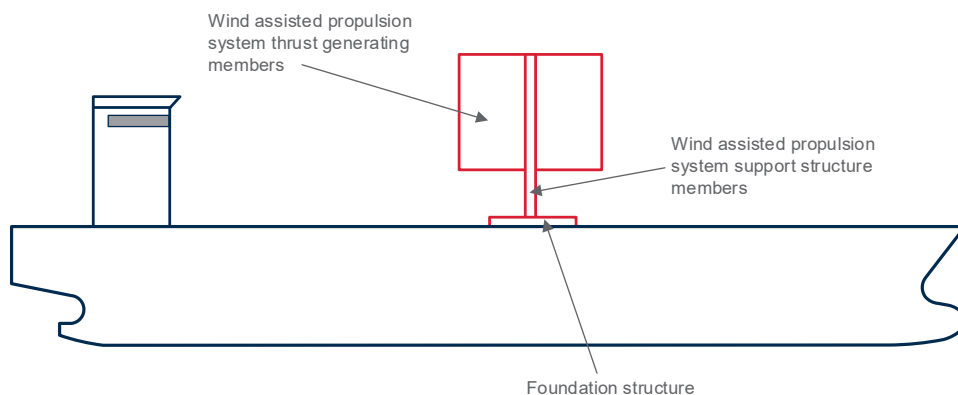 Wind assisted propulsion
system thrust generating
members
Wind assisted propulsion
system support structure
members
Foundation structure